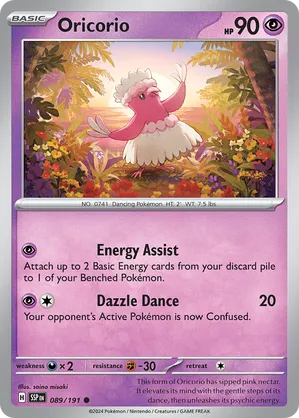 BASIC
Oricorio
HP 90
NO. 0741 Dancing Pokémon HT: 2' WT: 7.5 lbs.
Energy Assist
Attach up to 2 Basic Energy cards from your discard pile
to 1 of your Benched Pokémon.
Dazzle Dance 20
Your opponent's Active Pokémon is now Confused.
weakness ×2 resistance -30 retreat
Illus. saino misaki
H SSP EN 089/191
This form of Oricorio has sipped pink nectar.
It elevates its mind with the gentle steps of its
dance, then unleashes its psychic energy.
©2024 Pokémon / Nintendo / Creatures / GAME FREAK